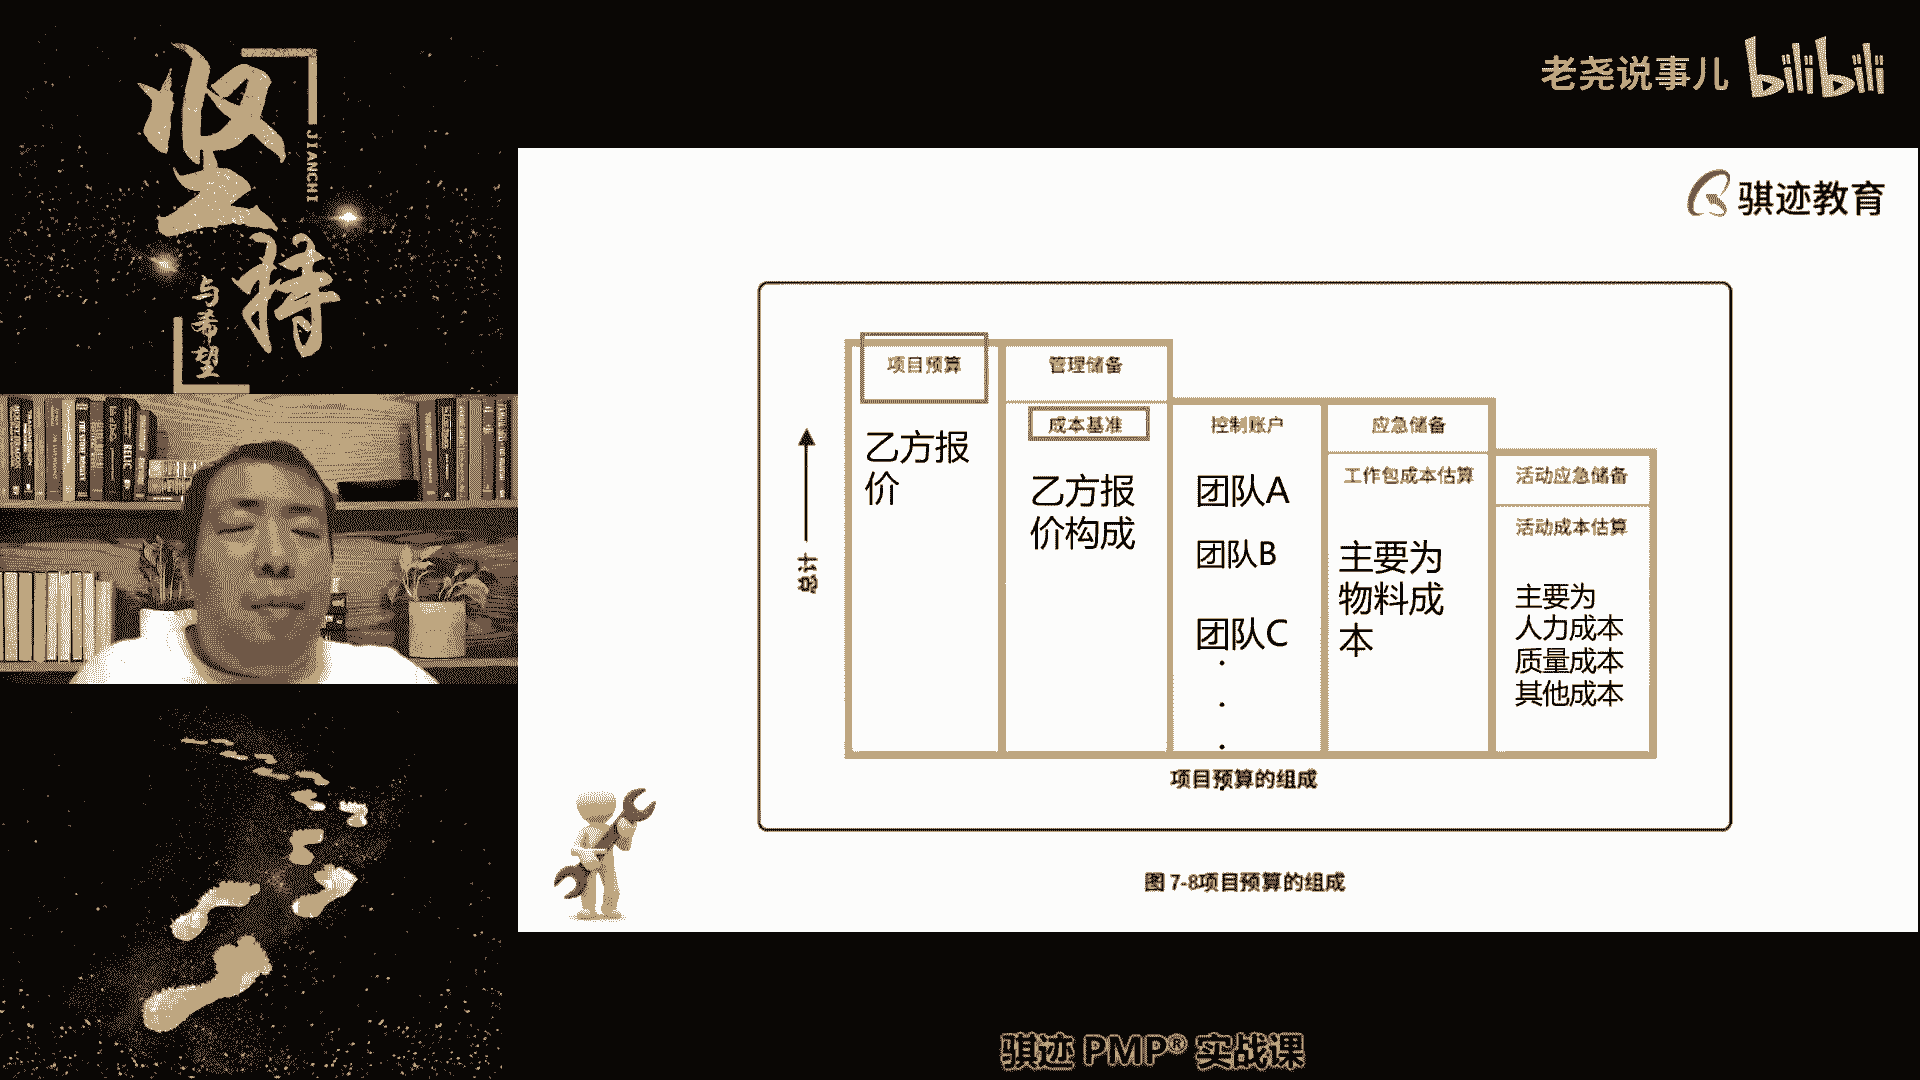 坚持
JIANCHI
与希望
老尧说事儿 bilibili
骐迹教育
项目预算
乙方报
价
管理储备
成本基准
乙方报
价构成
控制账户
团队A
团队B
团队C
应急储备
工作包成本估算
主要为
物料成
本
活动应急储备
活动成本估算
主要为
人力成本
质量成本
其他成本
总计
项目预算的组成
图 7-8项目预算的组成
骐迹 PMP® 实战课